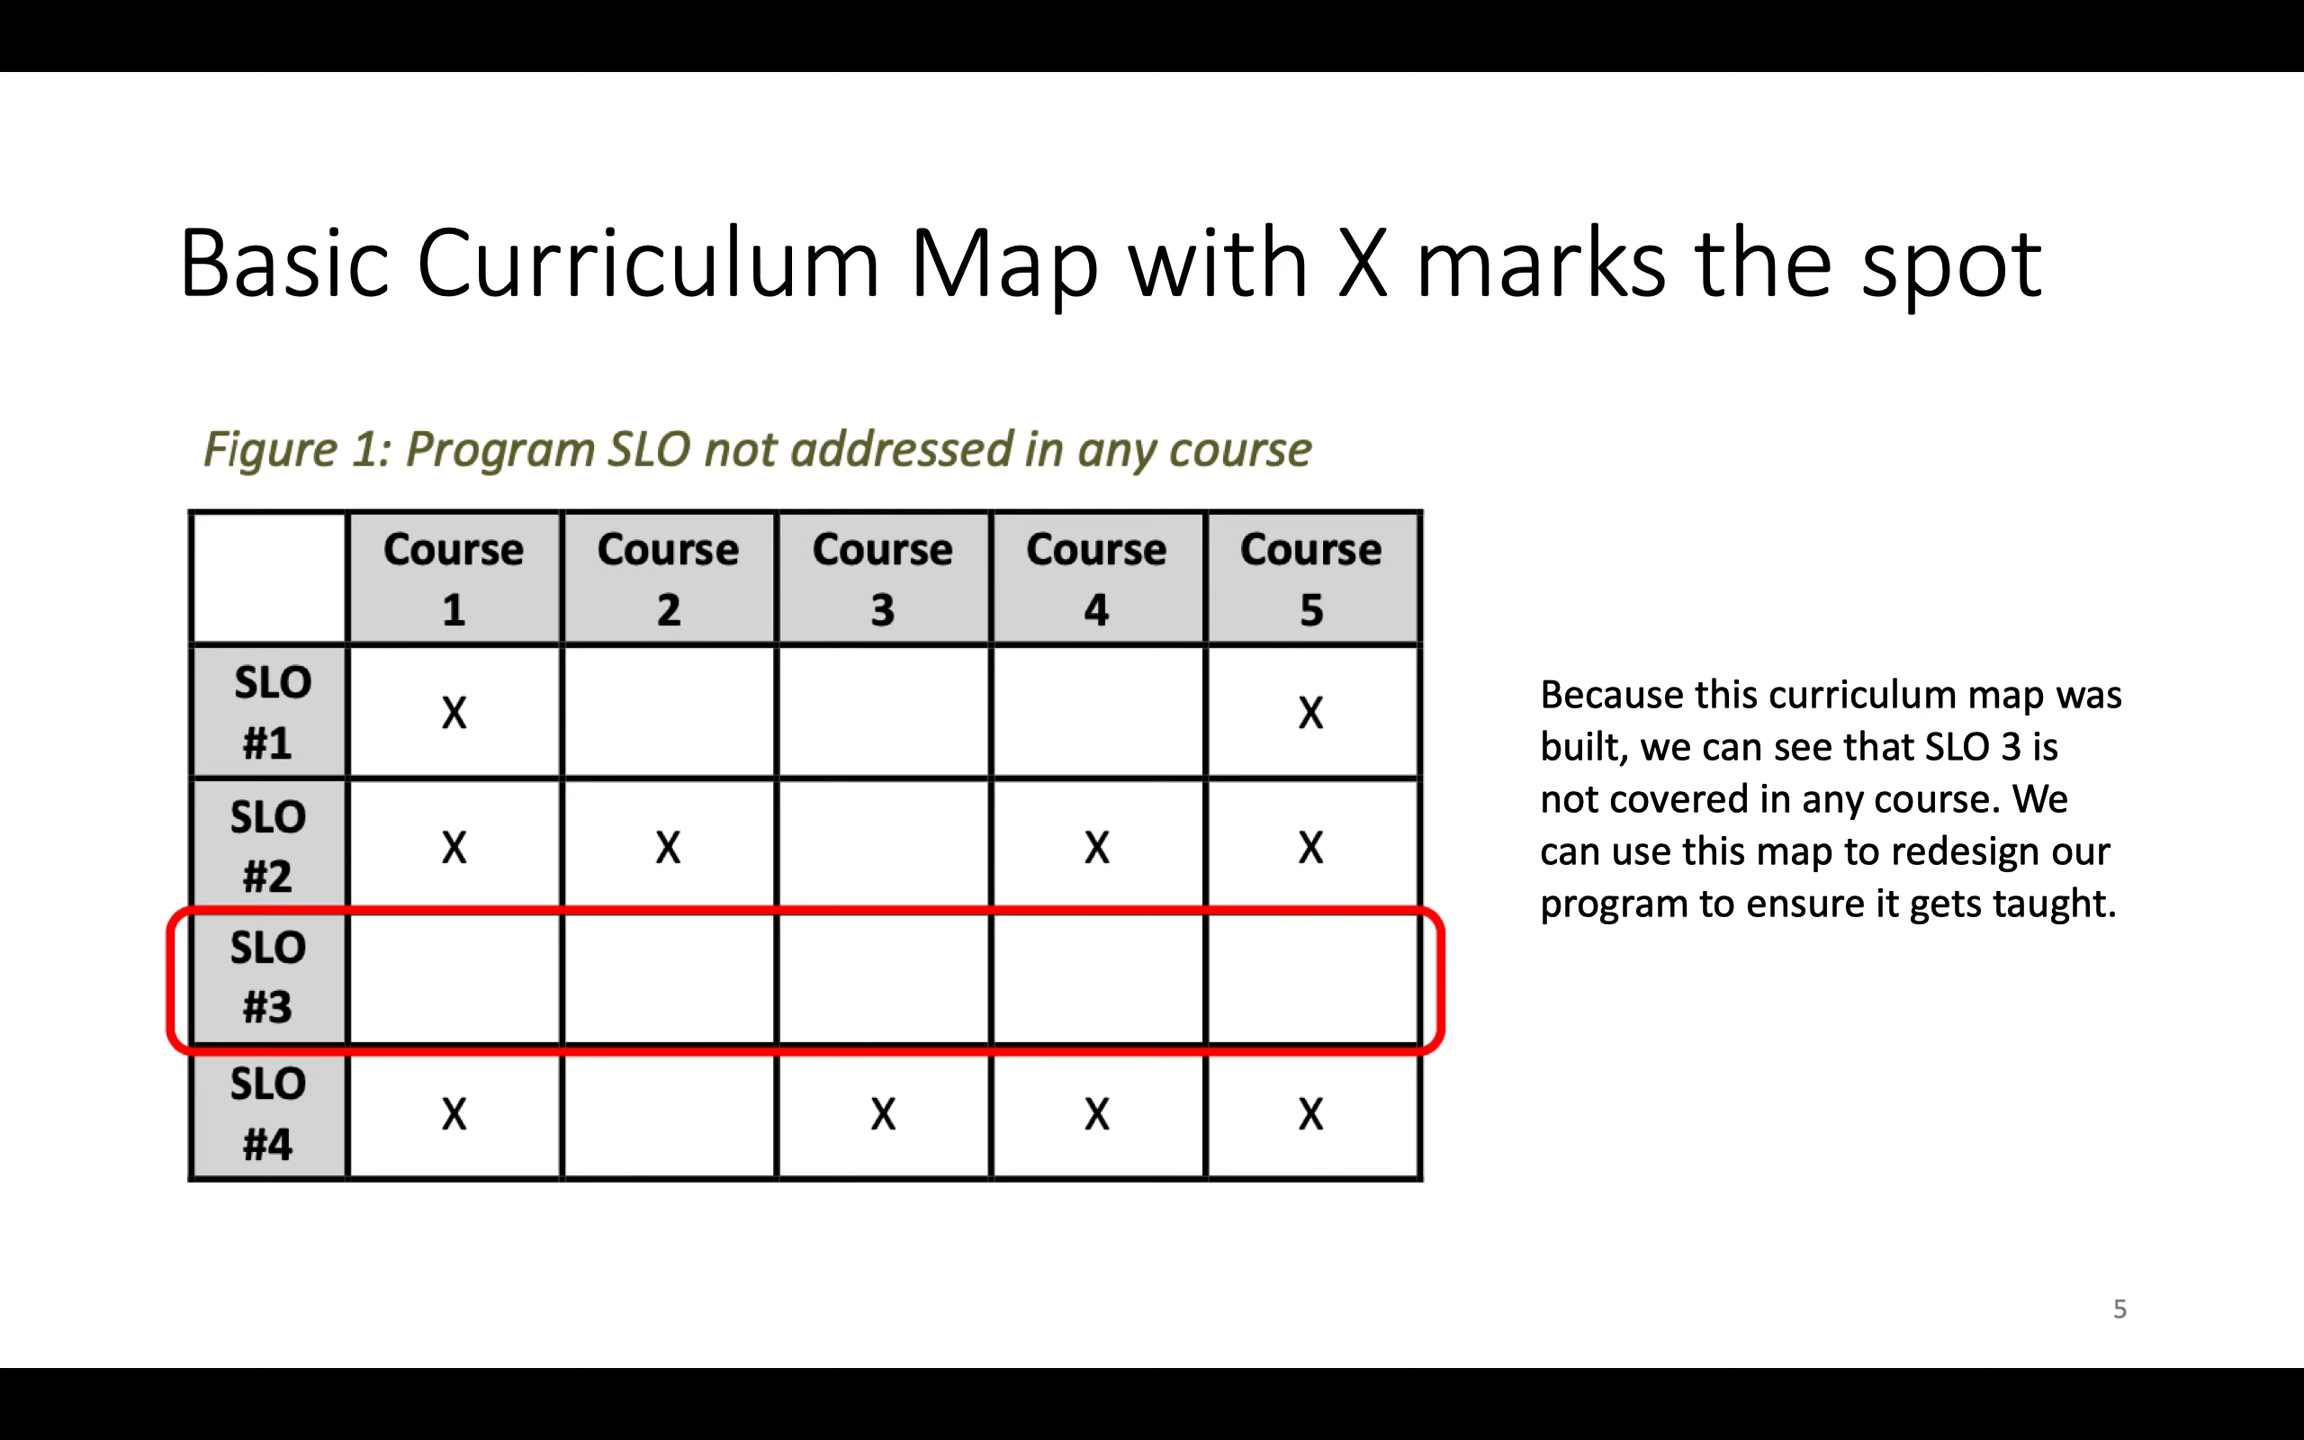 Basic Curriculum Map with X marks the spot
Figure 1: Program SLO not addressed in any course
Course 1 Course 2 Course 3 Course 4 Course 5
SLO #1 X X
SLO #2 X X X X
SLO #3
SLO #4 X X X X
Because this curriculum map was
built, we can see that SLO 3 is
not covered in any course. We
can use this map to redesign our
program to ensure it gets taught.
5